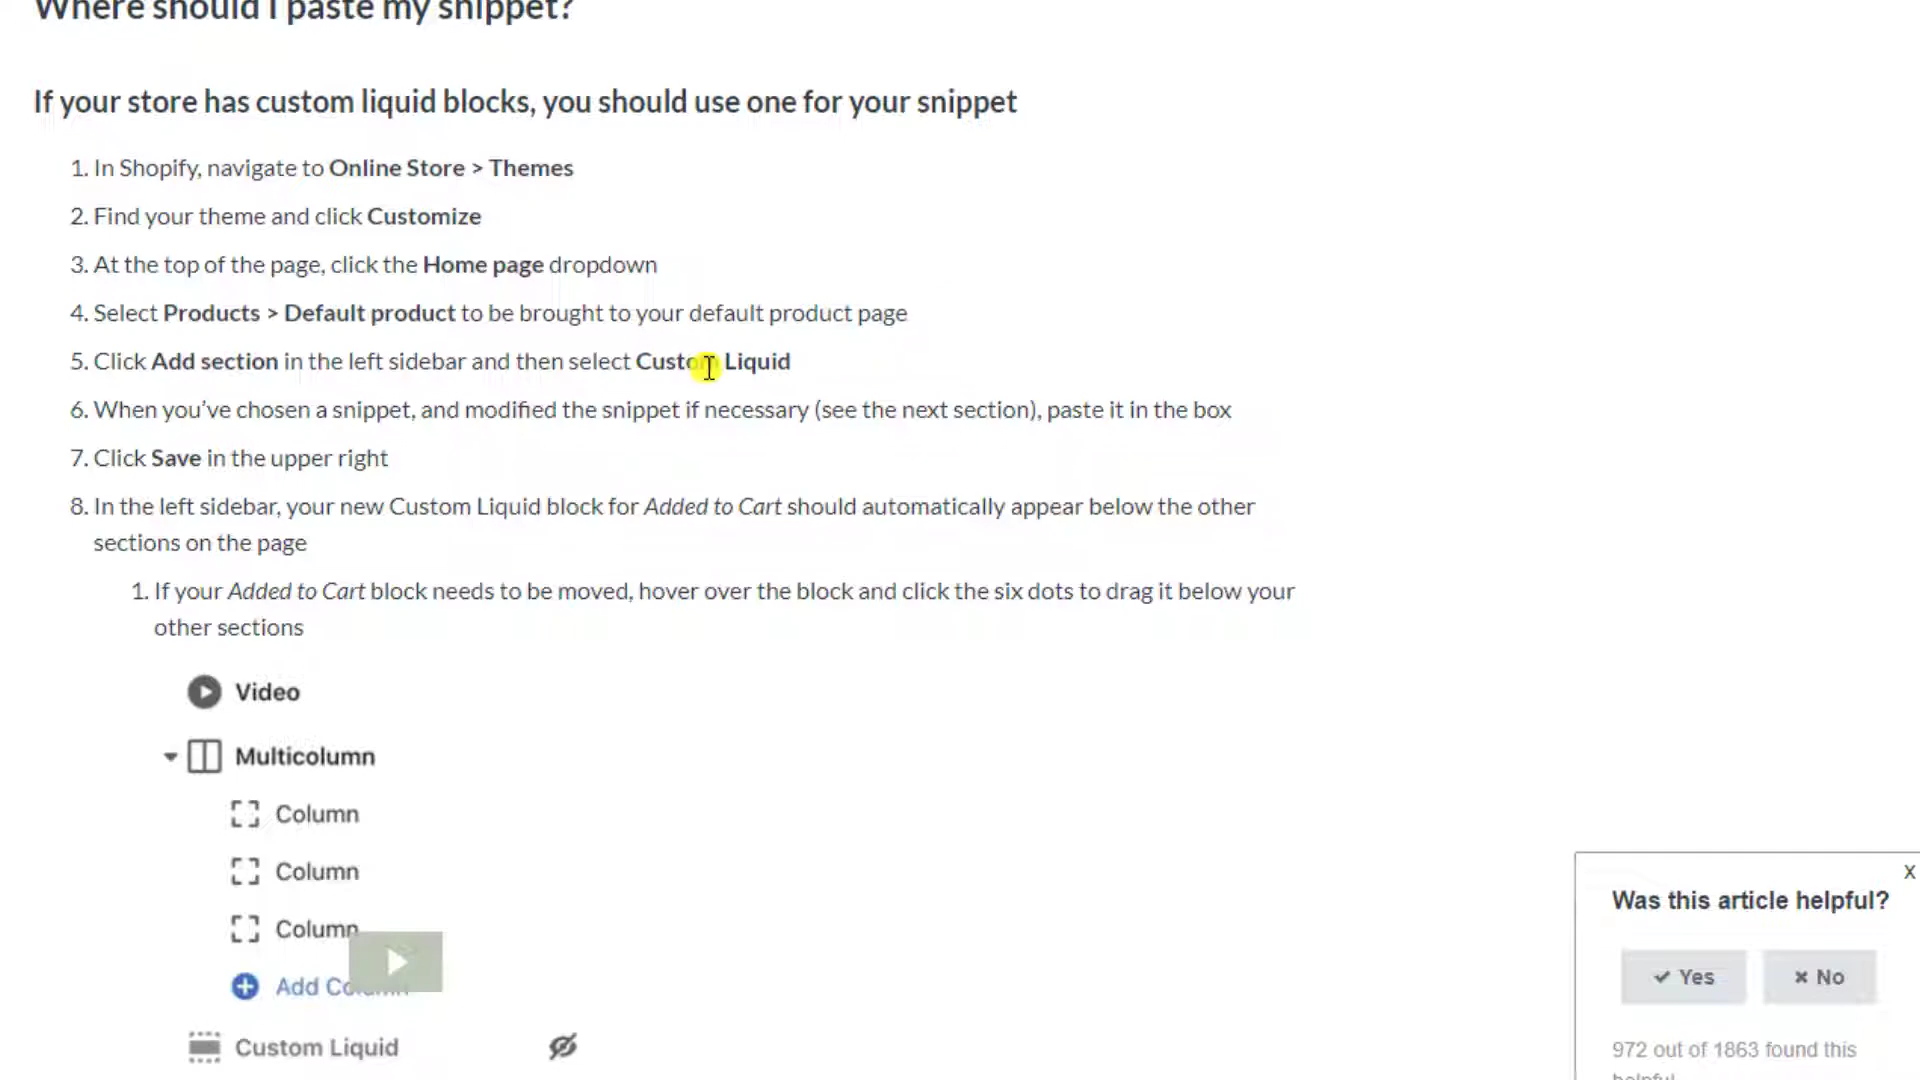 Where should I paste my snippet?
If your store has custom liquid blocks, you should use one for your snippet
1. In Shopify, navigate to Online Store > Themes
2. Find your theme and click Customize
3. At the top of the page, click the Home page dropdown
4. Select Products > Default product to be brought to your default product page
5. Click Add section in the left sidebar and then select Custom Liquid
6. When you’ve chosen a snippet, and modified the snippet if necessary (see the next section), paste it in the box
7. Click Save in the upper right
8. In the left sidebar, your new Custom Liquid block for Added to Cart should automatically appear below the other
sections on the page
1. If your Added to Cart block needs to be moved, hover over the block and click the six dots to drag it below your
other sections
Video
Multicolumn
Column
Column
Column
Add Column
Custom Liquid
X
Was this article helpful?
Yes
No
972 out of 1863 found this
helpful